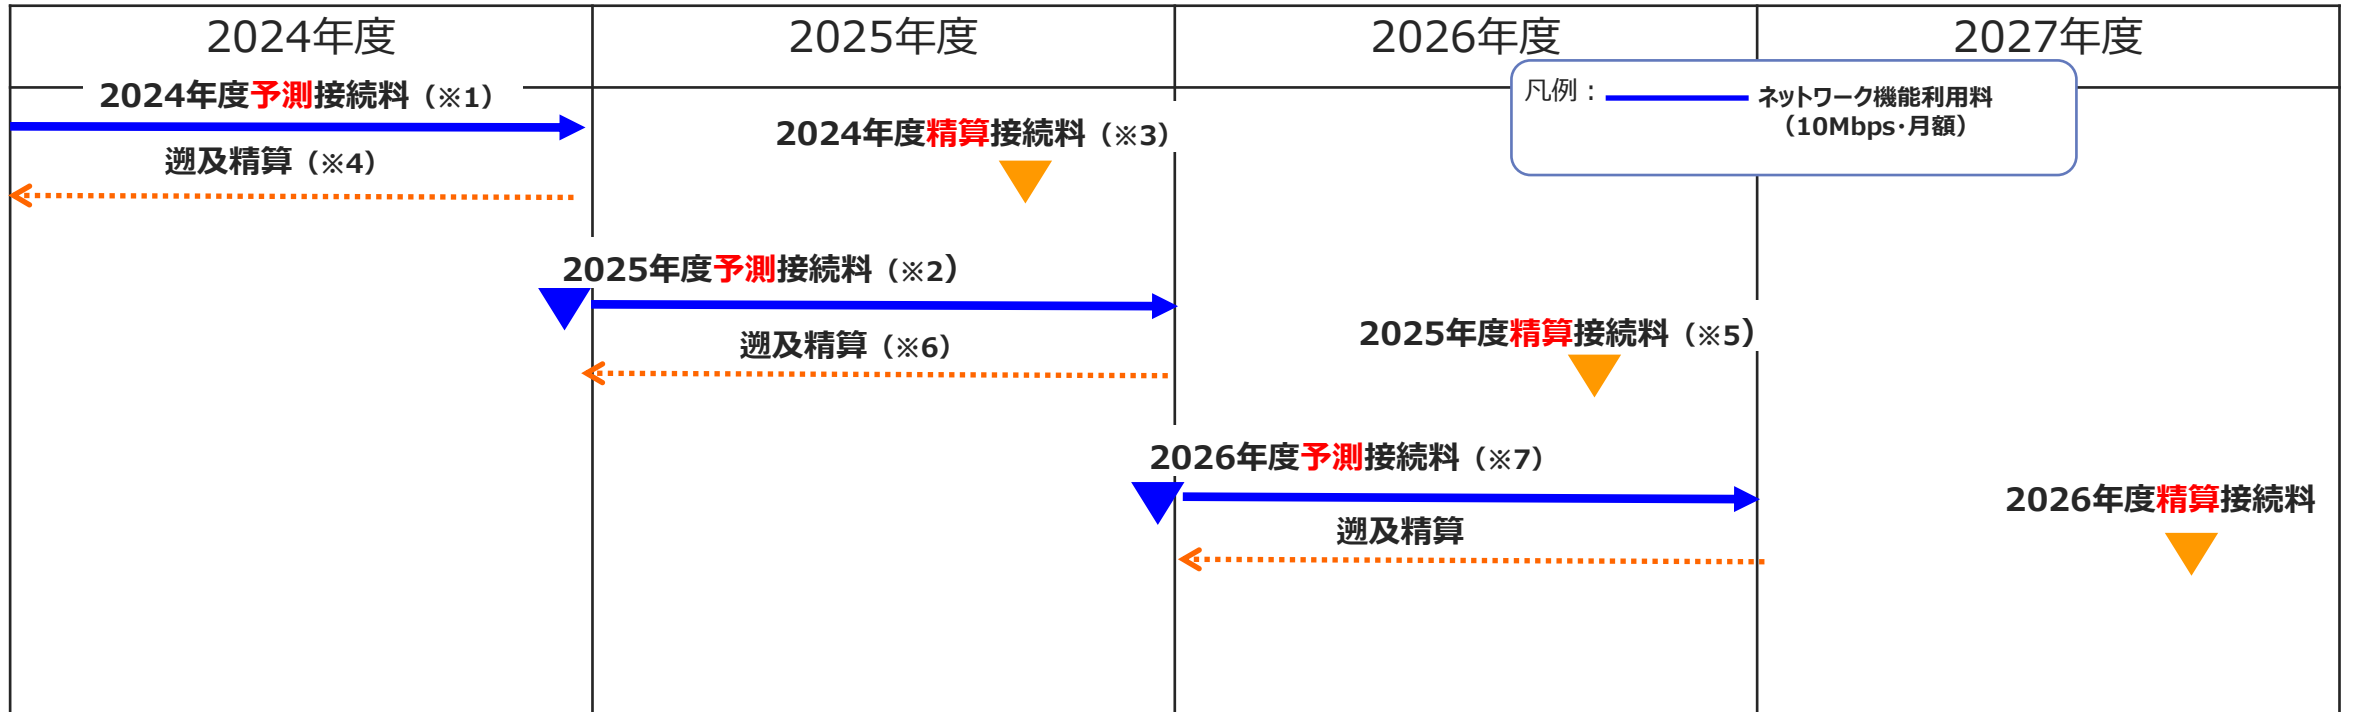 2024年度
2025年度
2026年度
2027年度
凡例：
ネットワーク機能利用料
（10Mbps･月額）
2024年度予測接続料（※1）
2024年度精算接続料（※3）
遡及精算（※4）
2025年度予測接続料（※2）
2025年度精算接続料（※5）
遡及精算（※6）
2026年度予測接続料（※7）
2026年度精算接続料
遡及精算